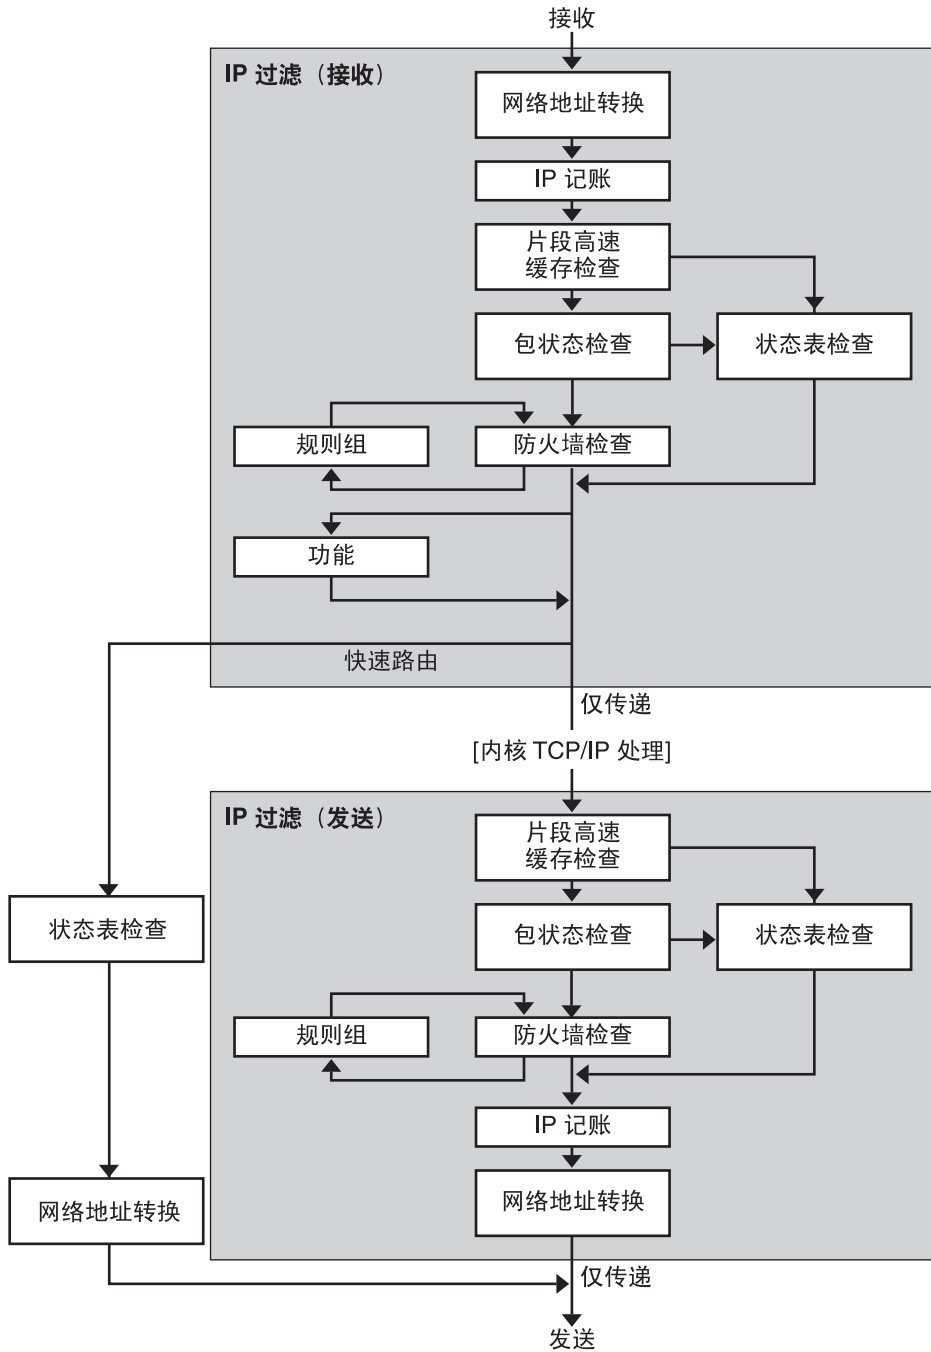 接收
IP 过滤（接收）
网络地址转换
IP 记账
片段高速
缓存检查
包状态检查
状态表检查
规则组
防火墙检查
功能
快速路由
仅传递
[内核 TCP/IP 处理]
IP 过滤（发送）
片段高速
缓存检查
状态表检查
包状态检查
状态表检查
规则组
防火墙检查
IP 记账
网络地址转换
网络地址转换
仅传递
发送